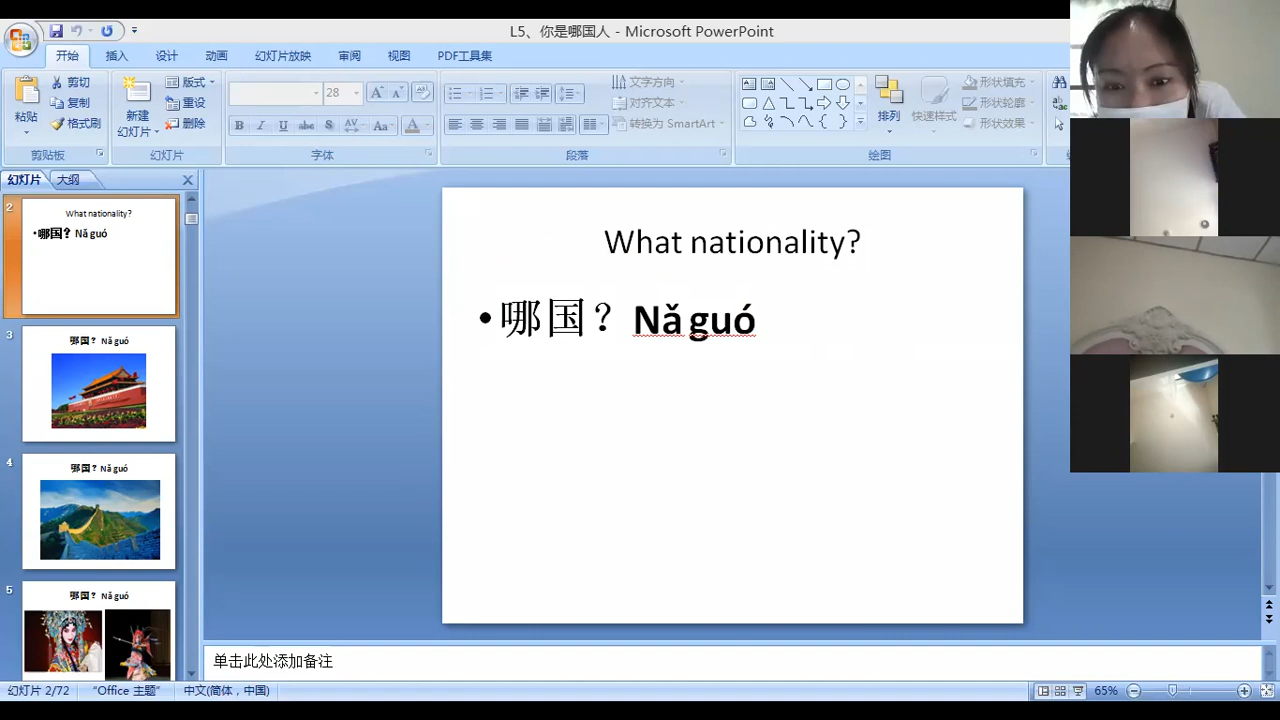 L5、你是哪国人 - Microsoft PowerPoint
开始 插入 设计 动画 幻灯片放映 审阅 视图 PDF工具集
粘贴
剪切
复制
格式刷
剪贴板
新建
幻灯片
版式
重设
删除
幻灯片
28
B I U abe S AV Aa A
字体
文字方向
对齐文本
转换为 SmartArt
段落
排列
快速样式
形状填充
形状轮廓
形状效果
绘图
幻灯片 大纲
2
What nationality?
•哪国？Nǎ guó
3
哪国？Nǎ guó
4
哪国？Nǎ guó
5
哪国？Nǎ guó
What nationality?
•哪国？Nǎ guó
单击此处添加备注
幻灯片 2/72 "Office 主题" 中文(简体，中国) 65%